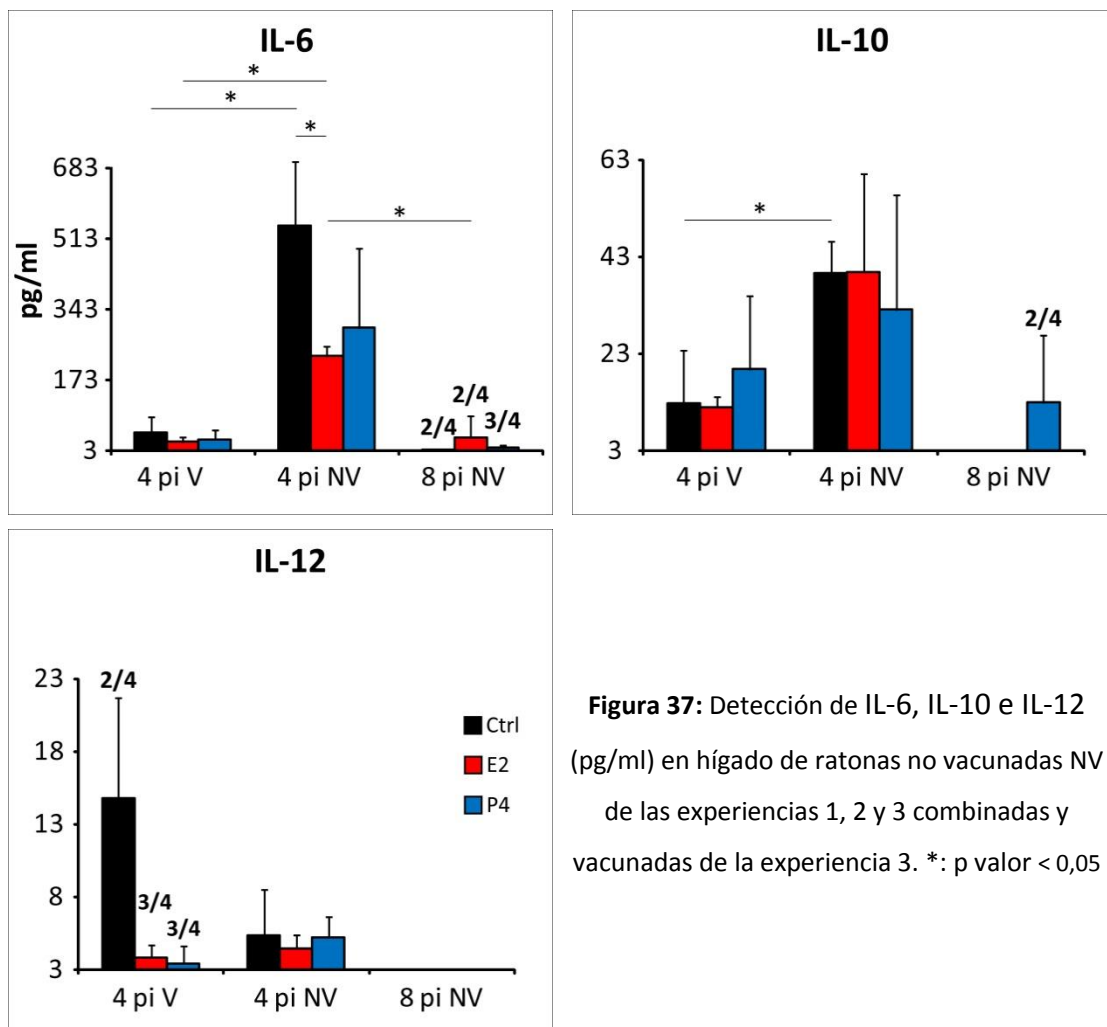 IL-6
*
*
*
*
683
513
343
173
3
pg/ml
2/4
2/4
3/4
4 pi V
4 pi NV
8 pi NV
IL-10
*
63
43
23
3
2/4
4 pi V
4 pi NV
8 pi NV
IL-12
23
18
13
8
3
2/4
3/4
3/4
Ctrl
E2
P4
4 pi V
4 pi NV
8 pi NV
Figura 37: Detección de IL-6, IL-10 e IL-12
(pg/ml) en hígado de ratonas no vacunadas NV
de las experiencias 1, 2 y 3 combinadas y
vacunadas de la experiencia 3. *: p valor < 0,05